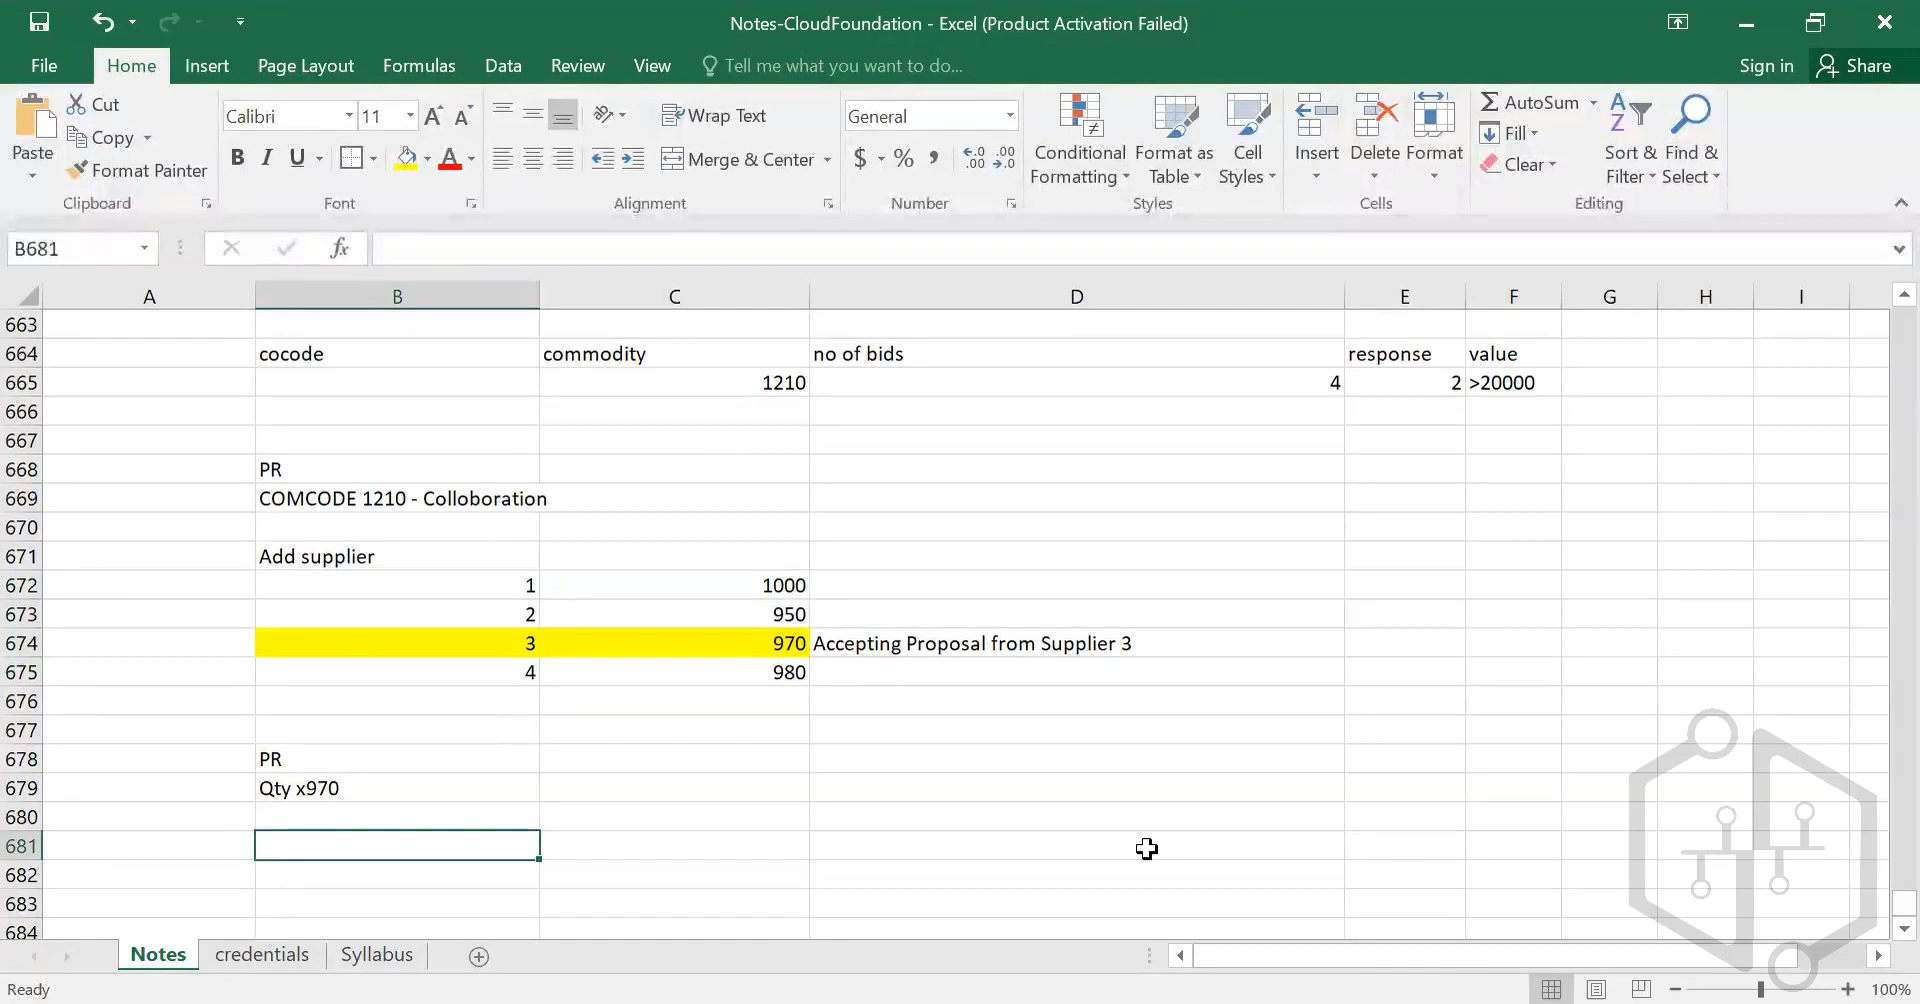 Notes-CloudFoundation - Excel (Product Activation Failed)
File Home Insert Page Layout Formulas Data Review View Tell me what you want to do... Sign in Share
Paste Cut Copy Format Painter Clipboard
Calibri 11 A A B I U A Font
Wrap Text Merge & Center Alignment
General $ % , .0 .00 .00 .0 Number
Conditional Formatting Format as Table Cell Styles Styles
Insert Delete Format Cells
AutoSum Fill Clear Sort & Filter Find & Select Editing
B681 fx
A B C D E F G H I
663
664 cocode commodity no of bids response value
665 1210 4 2 >20000
666
667
668 PR
669 COMCODE 1210 - Colloboration
670
671 Add supplier
672 1 1000
673 2 950
674 3 970 Accepting Proposal from Supplier 3
675 4 980
676
677
678 PR
679 Qty x970
680
681
682
683
684
Notes credentials Syllabus
Ready 100%